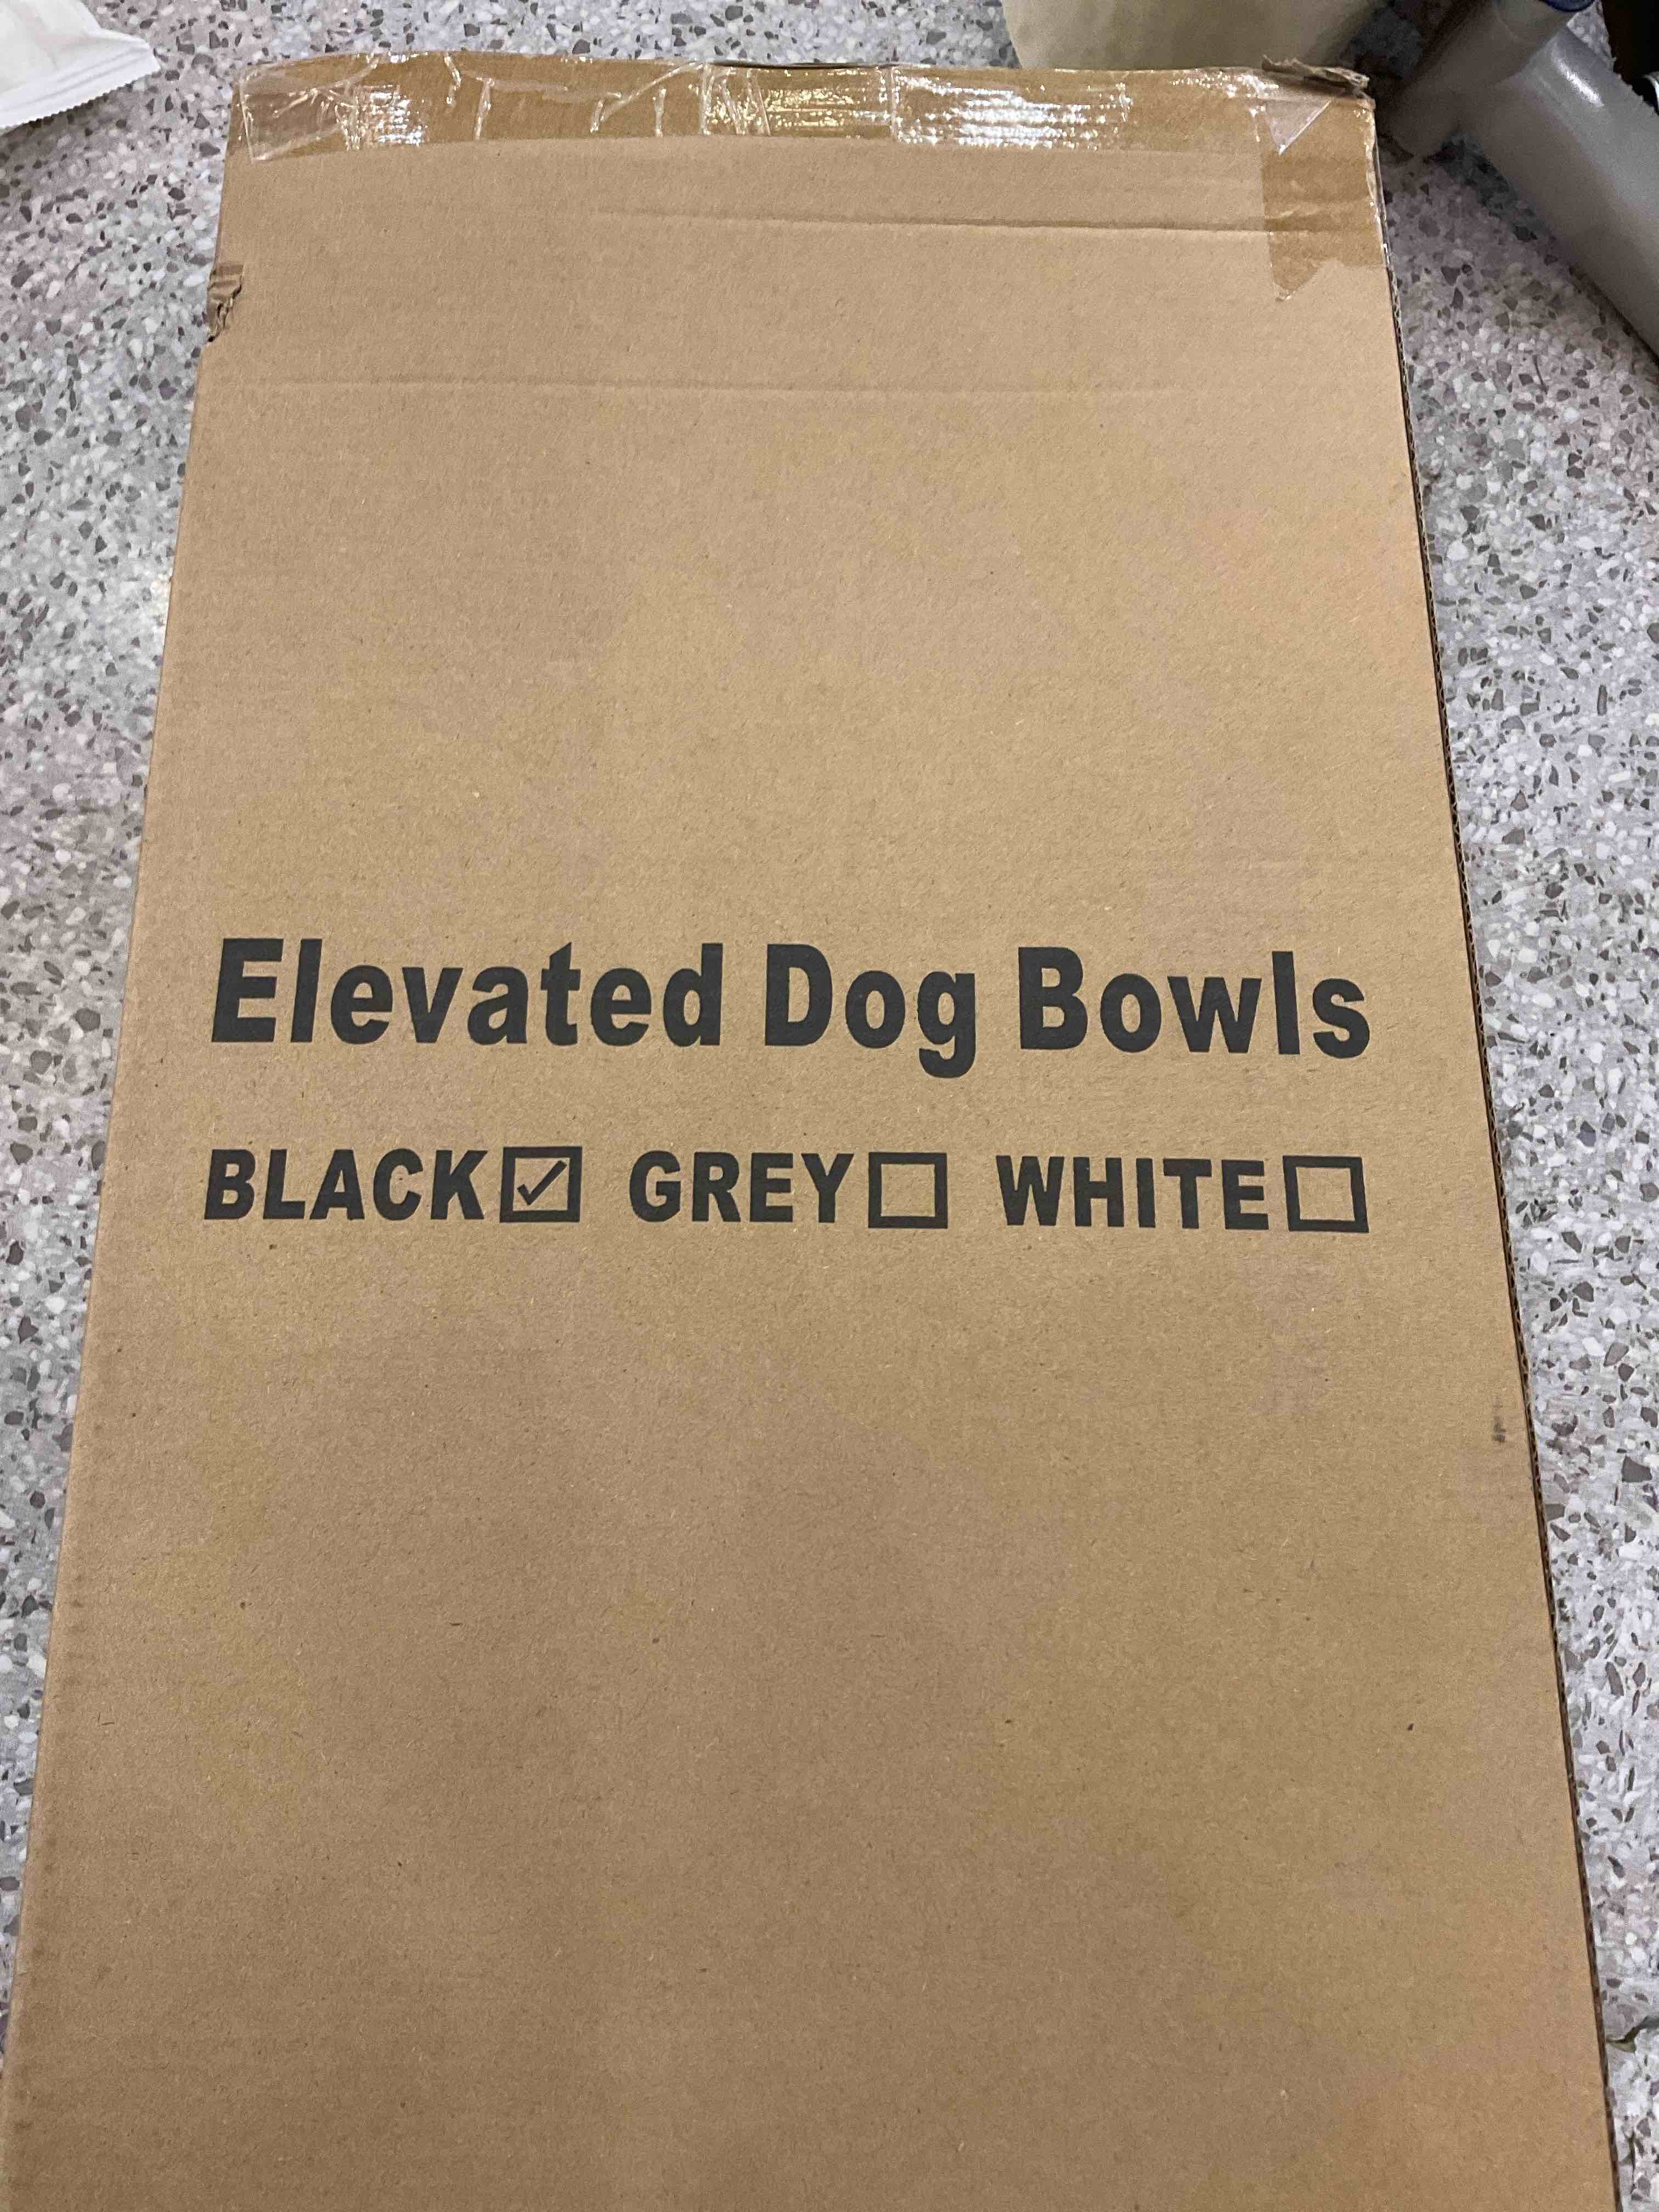 Elevated Dog Bowls
BLACK☑ GREY☐ WHITE☐